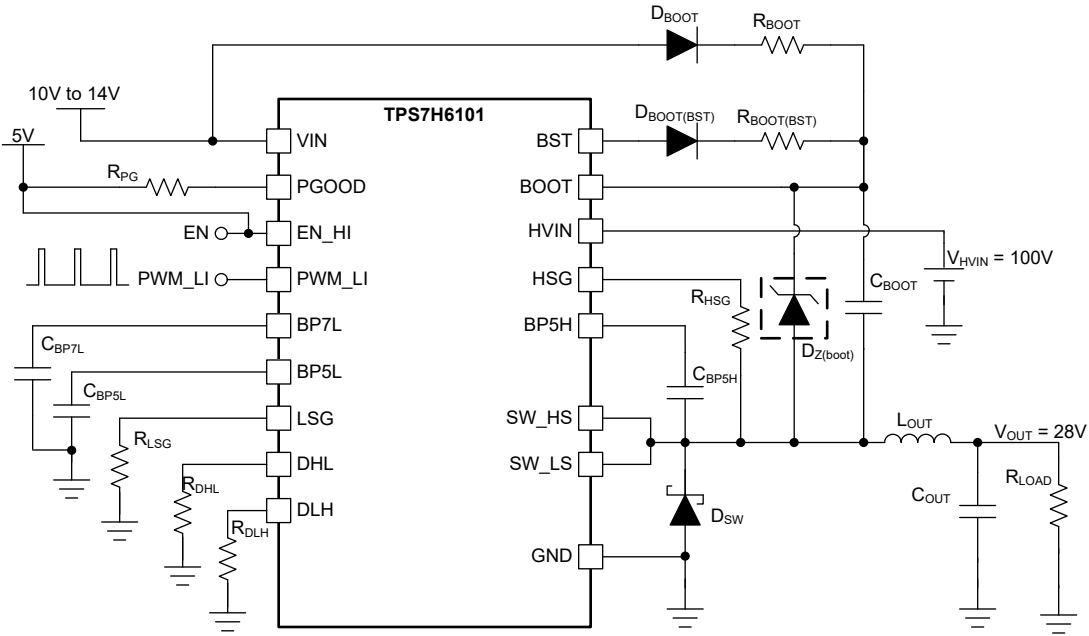 DBOOT
RBOOT
10V to 14V
TPS7H6101
5V
DBOOT(BST)
RBOOT(BST)
VIN
BST
RPG
PGOOD
BOOT
EN
EN_HI
HVIN
VHVIN = 100V
PWM_LI
PWM_LI
HSG
RHSG
CBOOT
BP7L
BP5H
CBP7L
DZ(boot)
BP5L
CBP5L
CBP5H
LSG
SW_HS
LOUT
VOUT = 28V
RLSG
DHL
SW_LS
RDHL
COUT
RLOAD
DLH
DSW
RDLH
GND